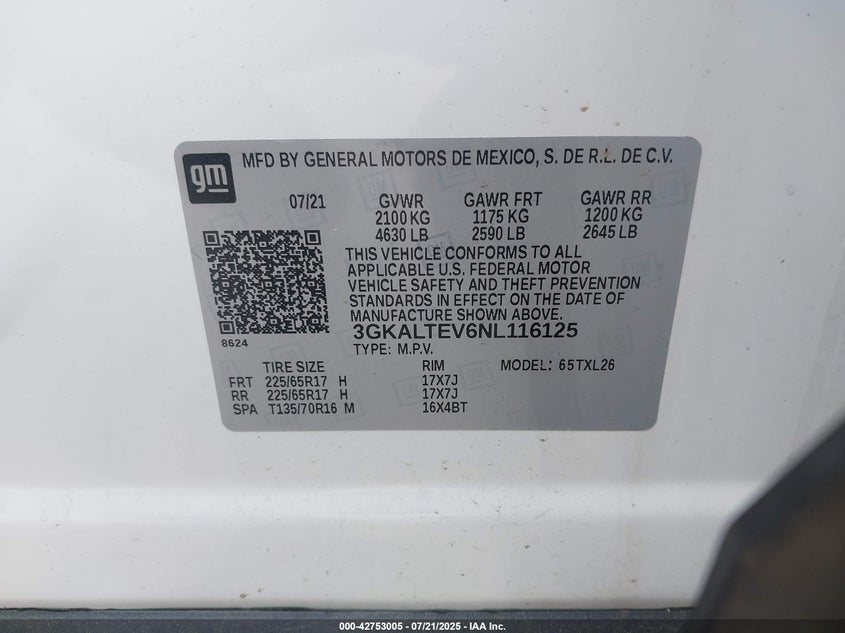 gm
MFD BY GENERAL MOTORS DE MEXICO, S. DE R.L. DE C.V.
07/21 GVWR GAWR FRT GAWR RR
2100 KG 1175 KG 1200 KG
4630 LB 2590 LB 2645 LB
THIS VEHICLE CONFORMS TO ALL
APPLICABLE U.S. FEDERAL MOTOR
VEHICLE SAFETY AND THEFT PREVENTION
STANDARDS IN EFFECT ON THE DATE OF
MANUFACTURE SHOWN ABOVE.
3GKALTEV6NL116125
8624
TYPE: M.P.V.
TIRE SIZE RIM MODEL: 65TXL26
FRT 225/65R17 H 17X7J
RR 225/65R17 H 17X7J
SPA T135/70R16 M 16X4BT
000-42753005 - 07/21/2025 - IAA Inc.